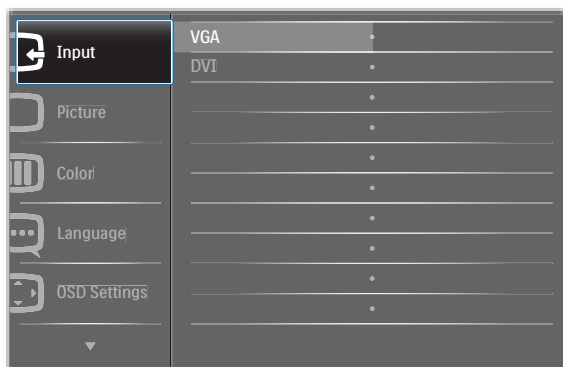 Input
VGA
DVI
Picture
Color
Language
OSD Settings